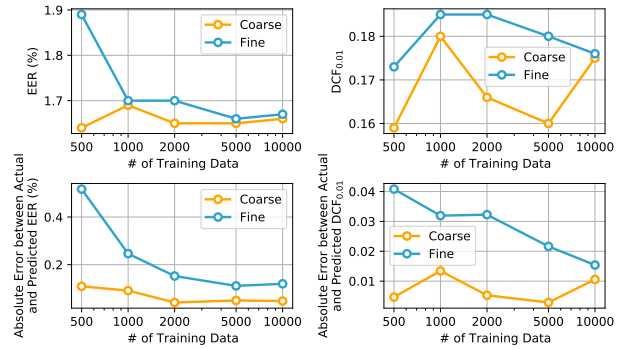 EER (%)
1.9
1.8
1.7
Coarse
Fine
500 1000 2000 5000 10000
# of Training Data
DCF0.01
0.18
0.17
0.16
Coarse
Fine
500 1000 2000 5000 10000
# of Training Data
Absolute Error between Actual
and Predicted EER (%)
0.4
0.2
Coarse
Fine
500 1000 2000 5000 10000
# of Training Data
Absolute Error between Actual
and Predicted DCF0.01
0.04
0.03
0.02
0.01
Coarse
Fine
500 1000 2000 5000 10000
# of Training Data